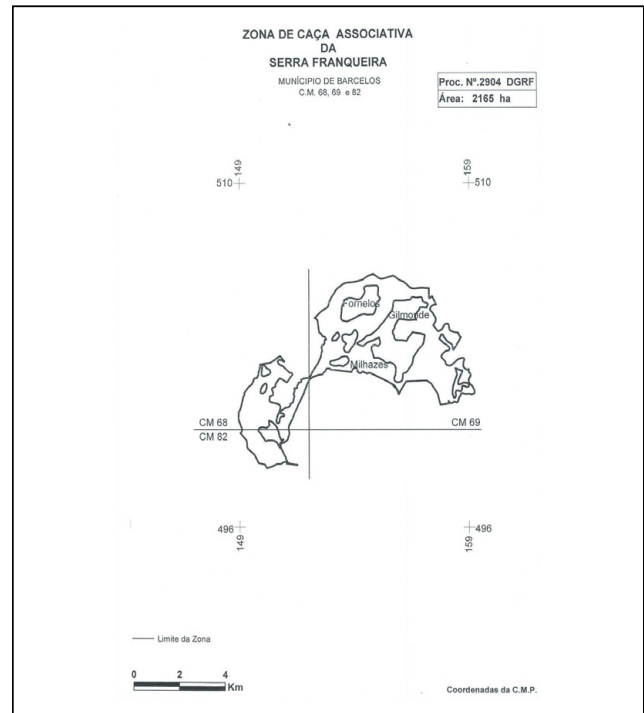 ZONA DE CAÇA ASSOCIATIVA
DA
SERRA FRANQUEIRA
MUNÍCIPIO DE BARCELOS
C.M. 68, 69 e 82
Proc. Nº.2904 DGRF
Área: 2165 ha
149
159
510
510
Fornelos
Gilmonde
Milhazes
CM 68
CM 69
CM 82
496
496
149
159
Limite da Zona
0 2 4
Km
Coordenadas da C.M.P.